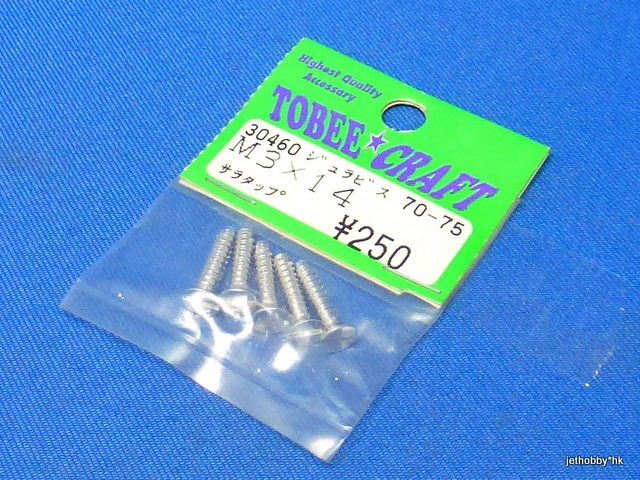 Highest Quality
Accessary
TOBEE★CRAFT
30460 ジュラビス 70-75
M3×14
サラタップ
¥250
jethobby*hk